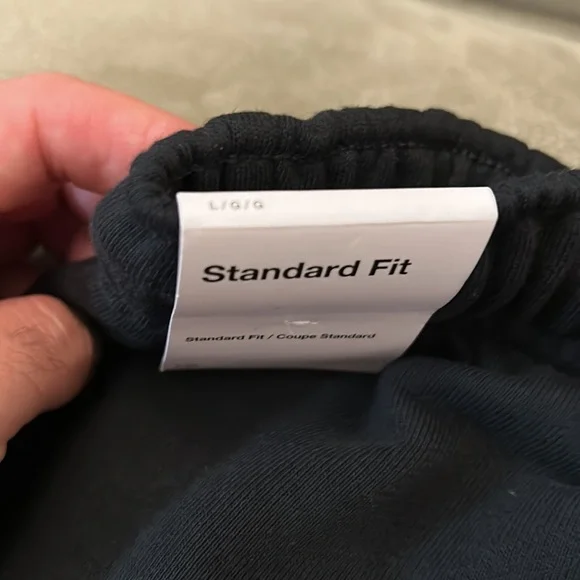 L/G/G
Standard Fit
Standard Fit / Coupe Standard